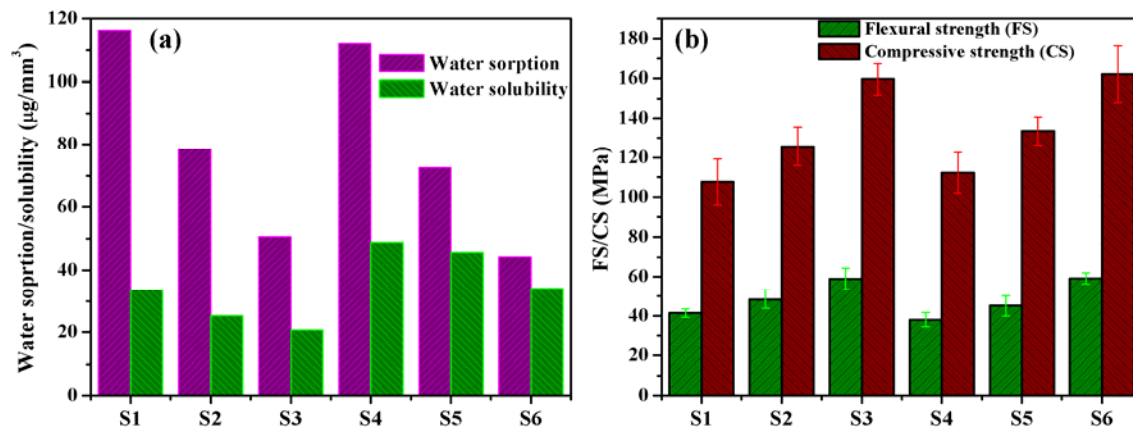 (a)
Water sorption
Water solubility
Water soprtion/solubility (µg/mm³)
120
100
80
60
40
20
0
S1 S2 S3 S4 S5 S6
(b)
Flexural strength (FS)
Compressive strength (CS)
FS/CS (MPa)
180
160
140
120
100
80
60
40
20
0
S1 S2 S3 S4 S5 S6